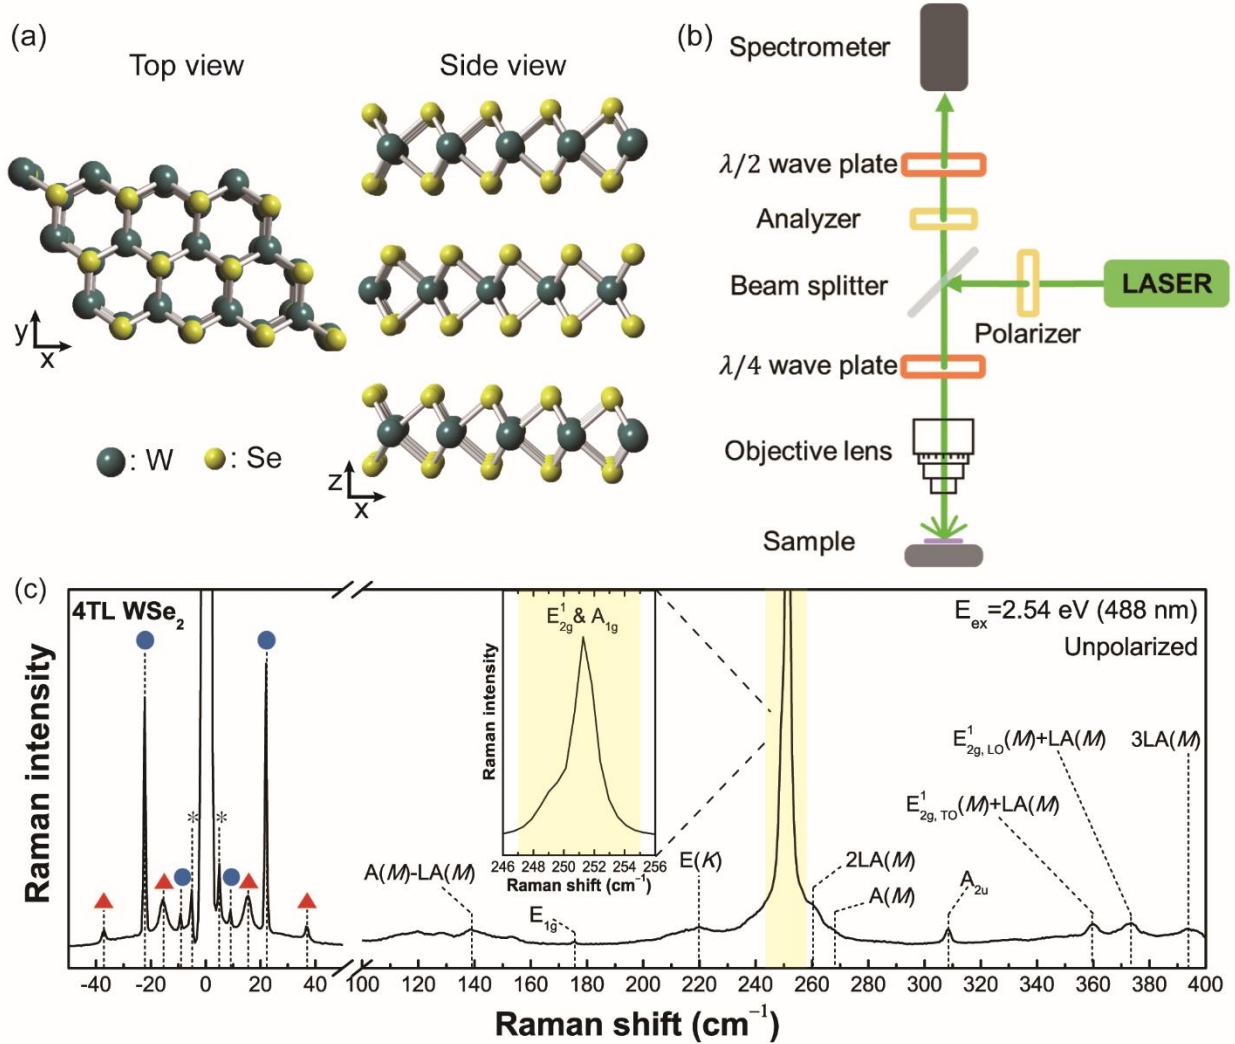 (a)
Top view
Side view
y
x
: W
: Se
z
x
(b)
Spectrometer
λ/2 wave plate
Analyzer
Beam splitter
LASER
Polarizer
λ/4 wave plate
Objective lens
Sample
(c)
4TL WSe₂
E_ex=2.54 eV (488 nm)
Unpolarized
E¹₂g & A₁g
Raman intensity
246 248 250 252 254 256
Raman shift (cm⁻¹)
*
*
A(M)-LA(M)
E₁g
E(K)
2LA(M)
A(M)
A₂u
E¹₂g, TO(M)+LA(M)
E¹₂g, LO(M)+LA(M)
3LA(M)
Raman intensity
-40 -20 0 20 40 100 120 140 160 180 200 220 240 260 280 300 320 340 360 380 400
Raman shift (cm⁻¹)